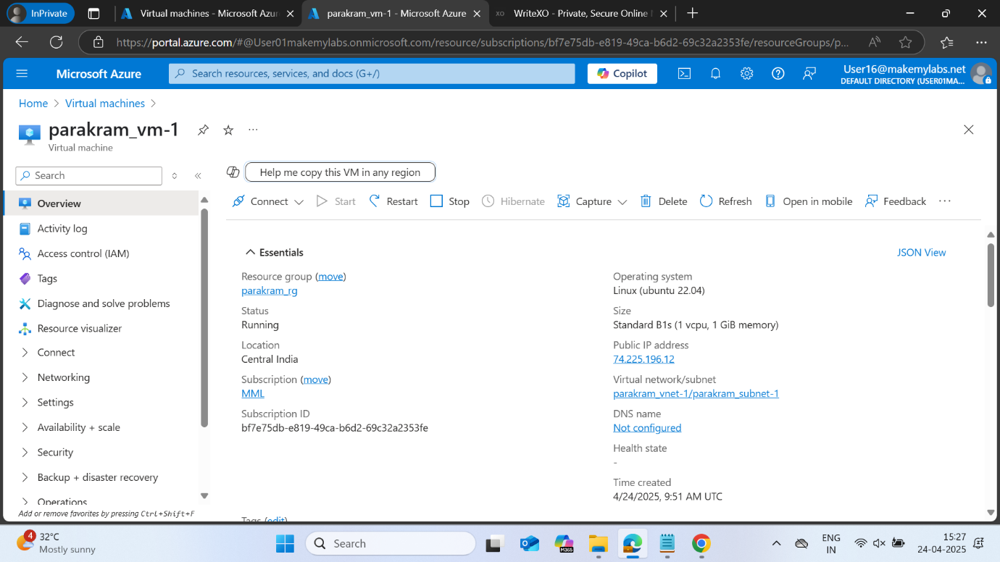 InPrivate
Virtual machines - Microsoft Azur
parakram_vm-1 - Microsoft Azure
XO WriteXO - Private, Secure Online N
https://portal.azure.com/#@User01makemylabs.onmicrosoft.com/resource/subscriptions/bf7e75db-e819-49ca-b6d2-69c32a2353fe/resourceGroups/p...
Microsoft Azure
Search resources, services, and docs (G+/)
Copilot
User16@makemylabs.net
DEFAULT DIRECTORY (USER01MA...
Home > Virtual machines >
parakram_vm-1
Virtual machine
Search
Help me copy this VM in any region
Connect Start Restart Stop Hibernate Capture Delete Refresh Open in mobile Feedback
Overview
Activity log
Access control (IAM)
Tags
Diagnose and solve problems
Resource visualizer
Connect
Networking
Settings
Availability + scale
Security
Backup + disaster recovery
Operations
Add or remove favorites by pressing Ctrl+Shift+F
Essentials
JSON View
Resource group (move)
parakram_rg
Status
Running
Location
Central India
Subscription (move)
MML
Subscription ID
bf7e75db-e819-49ca-b6d2-69c32a2353fe
Operating system
Linux (ubuntu 22.04)
Size
Standard B1s (1 vcpu, 1 GiB memory)
Public IP address
74.225.196.12
Virtual network/subnet
parakram_vnet-1/parakram_subnet-1
DNS name
Not configured
Health state
-
Time created
4/24/2025, 9:51 AM UTC
Tags (edit)
4
32°C
Mostly sunny
Search
M365
ENG
IN
15:27
24-04-2025